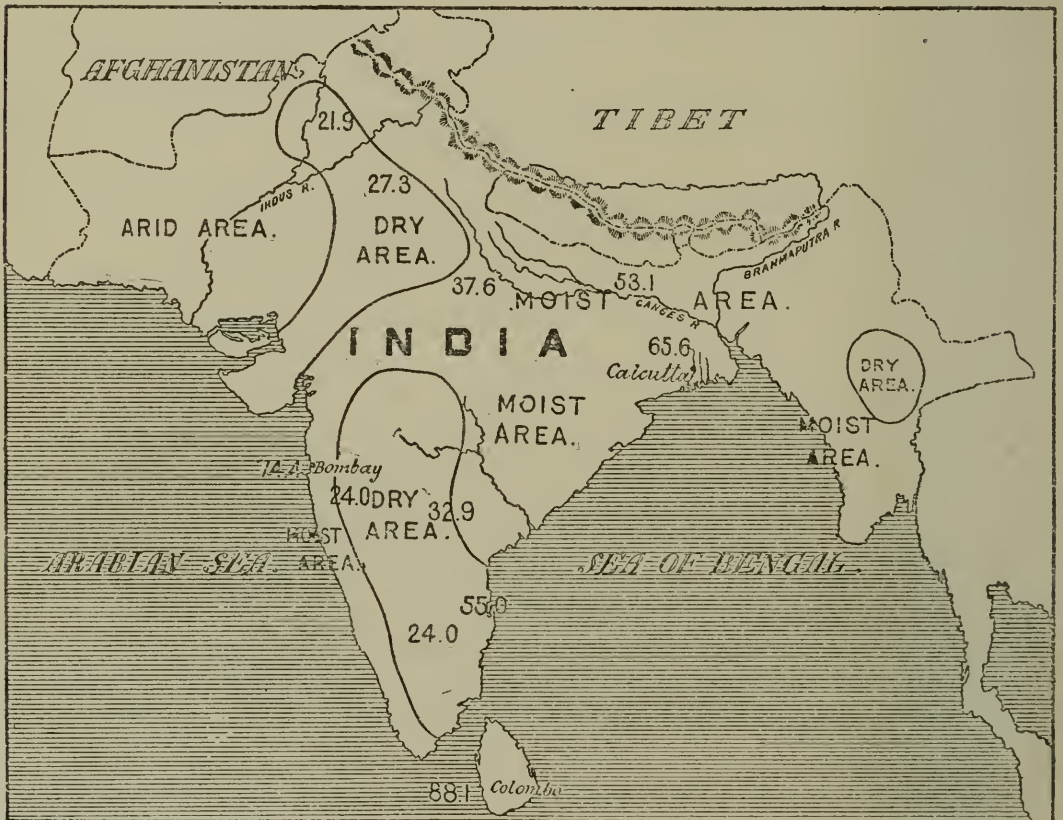 AFGHANISTAN
TIBET
21.9
27.3
INDUS R.
ARID AREA.
DRY
AREA.
BRAHMAPUTRA R
37.6
53.1
MOIST AREA.
GANGES R
INDIA
65.6
Calcutta
DRY
AREA.
MOIST
AREA.
MOIST
AREA.
Bombay
24.0
DRY
AREA.
32.9
MOIST
AREA.
ARABIAN SEA.
SEA OF BENGAL.
55.0
24.0
88.1
Colombo